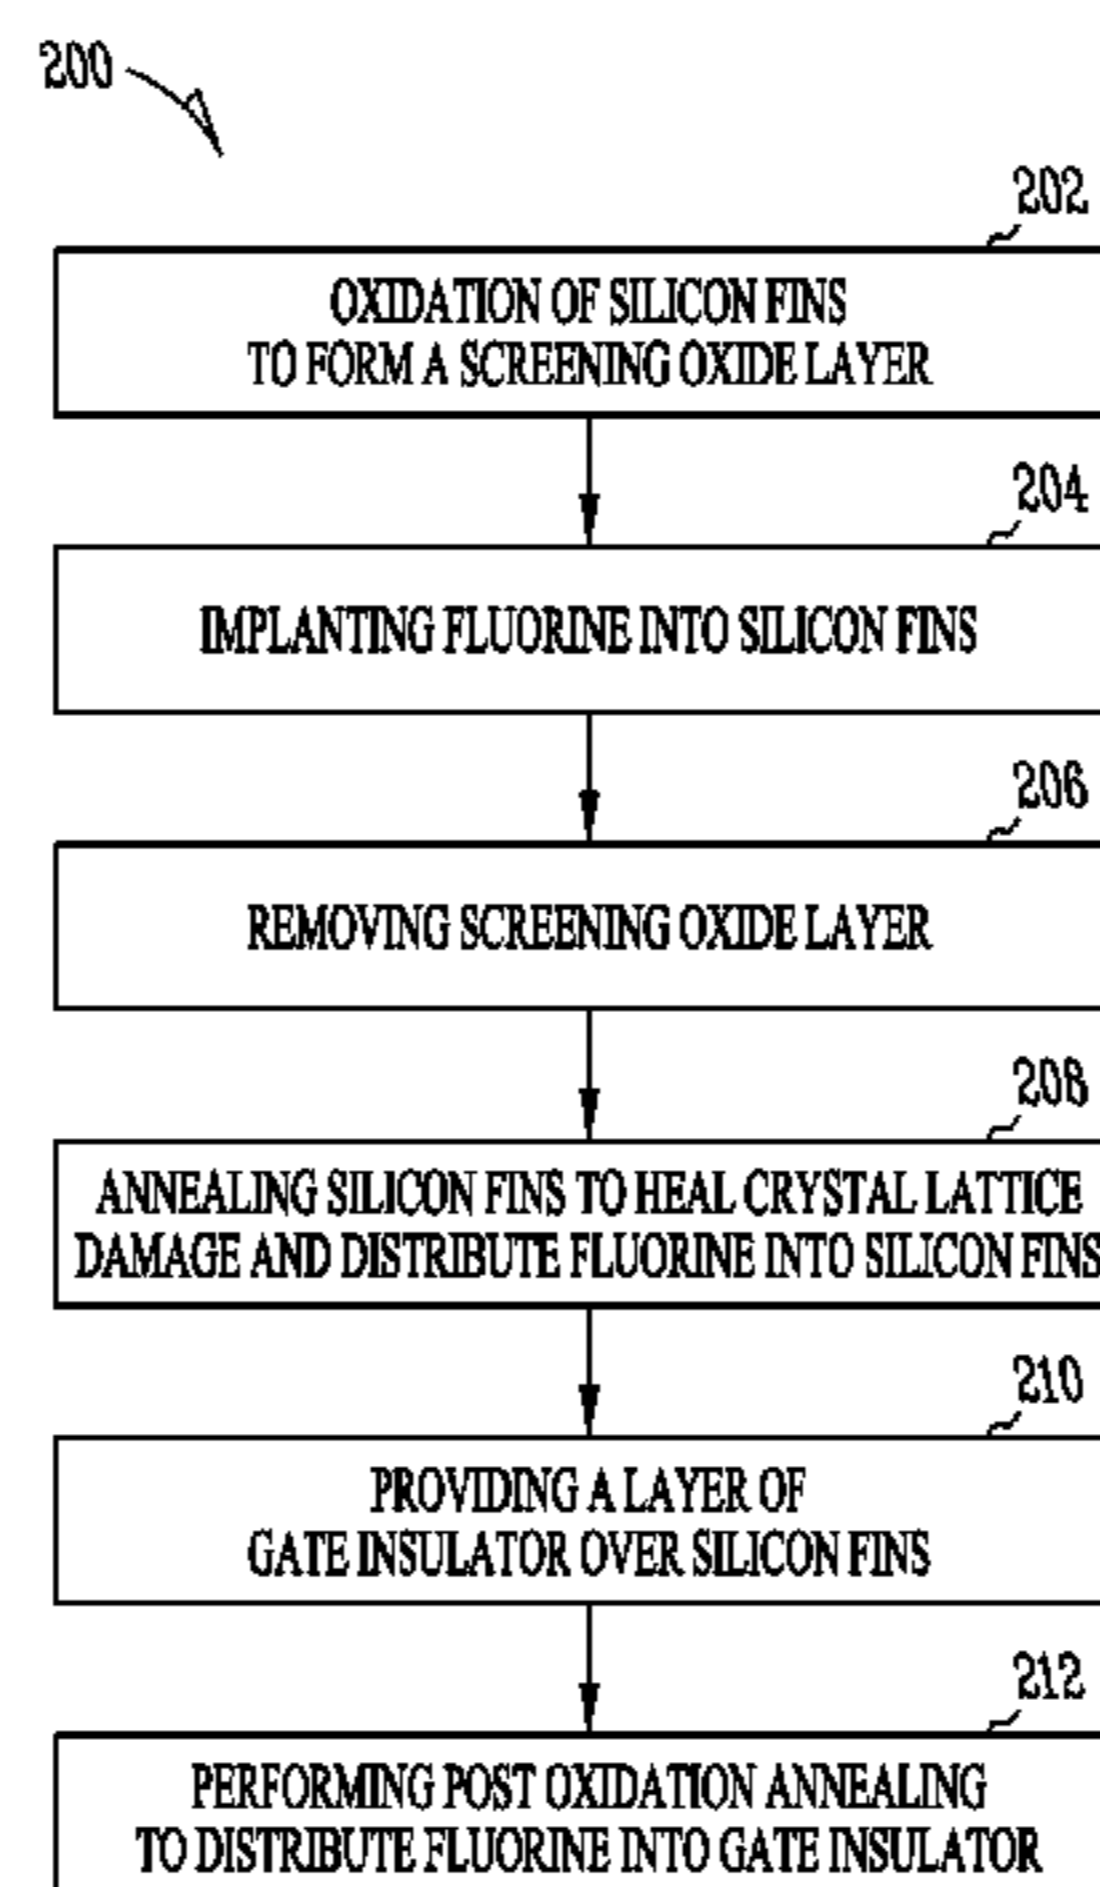 200
202
OXIDATION OF SILICON FINS
TO FORM A SCREENING OXIDE LAYER
204
IMPLANTING FLUORINE INTO SILICON FINS
206
REMOVING SCREENING OXIDE LAYER
208
ANNEALING SILICON FINS TO HEAL CRYSTAL LATTICE
DAMAGE AND DISTRIBUTE FLUORINE INTO SILICON FINS
210
PROVIDING A LAYER OF
GATE INSULATOR OVER SILICON FINS
212
PERFORMING POST OXIDATION ANNEALING
TO DISTRIBUTE FLUORINE INTO GATE INSULATOR